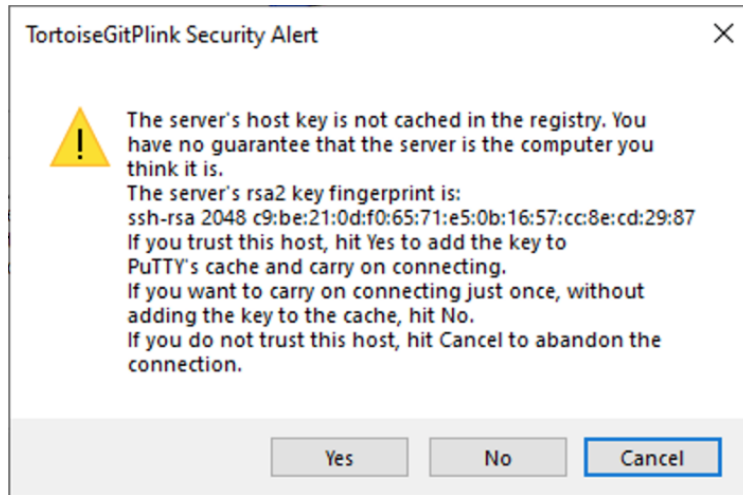 TortoiseGitPlink Security Alert
The server's host key is not cached in the registry. You
have no guarantee that the server is the computer you
think it is.
The server's rsa2 key fingerprint is:
ssh-rsa 2048 c9:be:21:0d:f0:65:71:e5:0b:16:57:cc:8e:cd:29:87
If you trust this host, hit Yes to add the key to
PuTTY's cache and carry on connecting.
If you want to carry on connecting just once, without
adding the key to the cache, hit No.
If you do not trust this host, hit Cancel to abandon the
connection.
Yes No Cancel